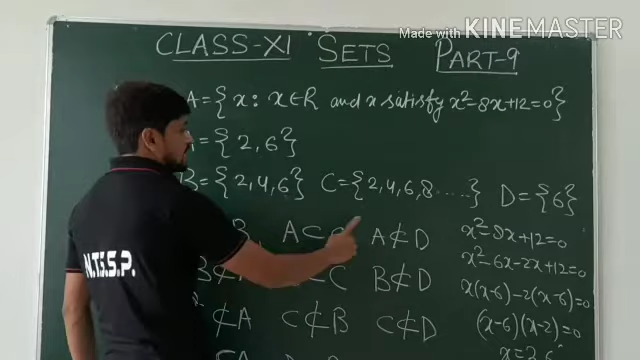 Made with KINEMASTER
CLASS-XI SETS PART-9
A={x: x∈R and x satisfy x²-8x+12=0}
={2,6}
B={2,4,6} C={2,4,6,8.....} D={6}
B A⊂ A⊄D
x²-8x+12=0
B⊄ C B⊄D
x²-6x-2x+12=0
x(x-6)-2(x-6)=0
⊄A C⊄B C⊄D
(x-6)(x-2)=0
N.T.S.S.P.